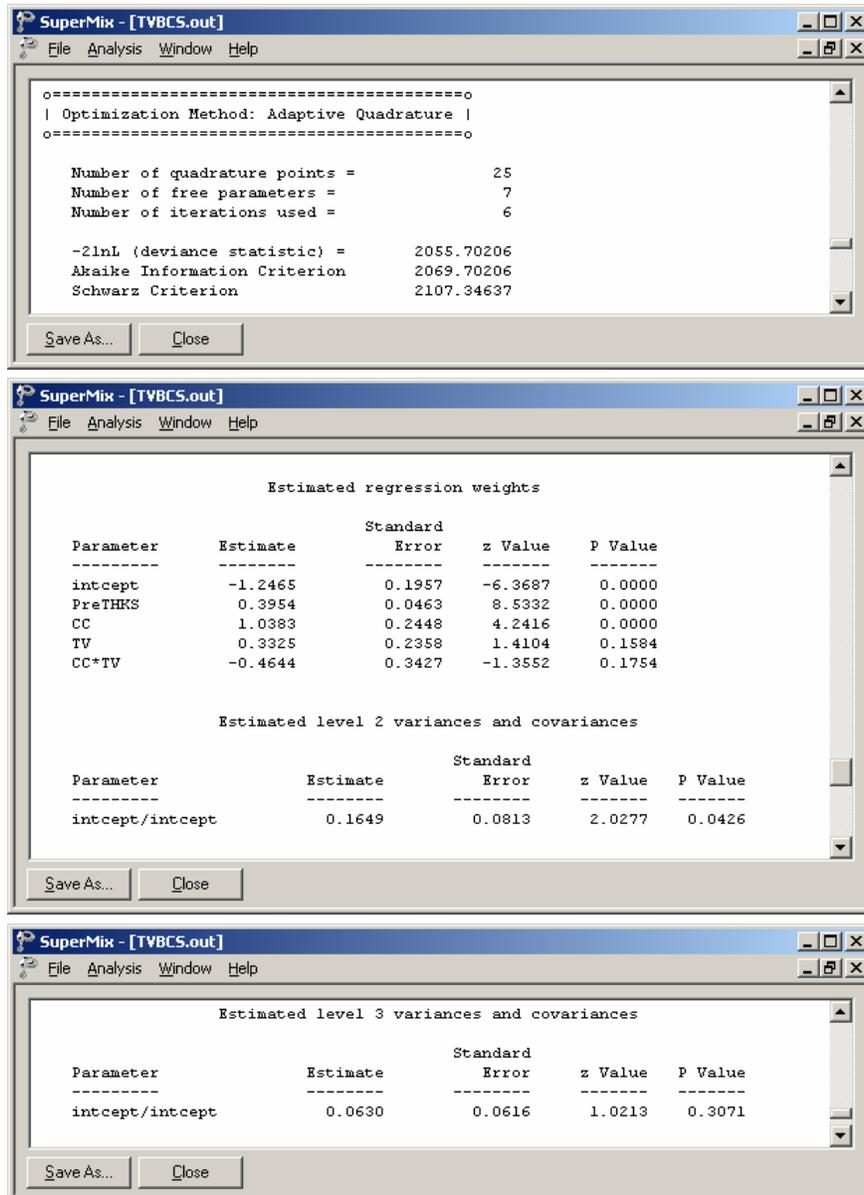 SuperMix - [TVBCS.out]
File Analysis Window Help
o==========================================o
| Optimization Method: Adaptive Quadrature |
o==========================================o
Number of quadrature points = 25
Number of free parameters = 7
Number of iterations used = 6
-2lnL (deviance statistic) = 2055.70206
Akaike Information Criterion 2069.70206
Schwarz Criterion 2107.34637
Save As... Close
SuperMix - [TVBCS.out]
File Analysis Window Help
Estimated regression weights
Standard
Parameter Estimate Error z Value P Value
--------- -------- -------- ------- -------
intcept -1.2465 0.1957 -6.3687 0.0000
PreTHKS 0.3954 0.0463 8.5332 0.0000
CC 1.0383 0.2448 4.2416 0.0000
TV 0.3325 0.2358 1.4104 0.1584
CC*TV -0.4644 0.3427 -1.3552 0.1754
Estimated level 2 variances and covariances
Standard
Parameter Estimate Error z Value P Value
--------- -------- -------- ------- -------
intcept/intcept 0.1649 0.0813 2.0277 0.0426
Save As... Close
SuperMix - [TVBCS.out]
File Analysis Window Help
Estimated level 3 variances and covariances
Standard
Parameter Estimate Error z Value P Value
--------- -------- -------- ------- -------
intcept/intcept 0.0630 0.0616 1.0213 0.3071
Save As... Close